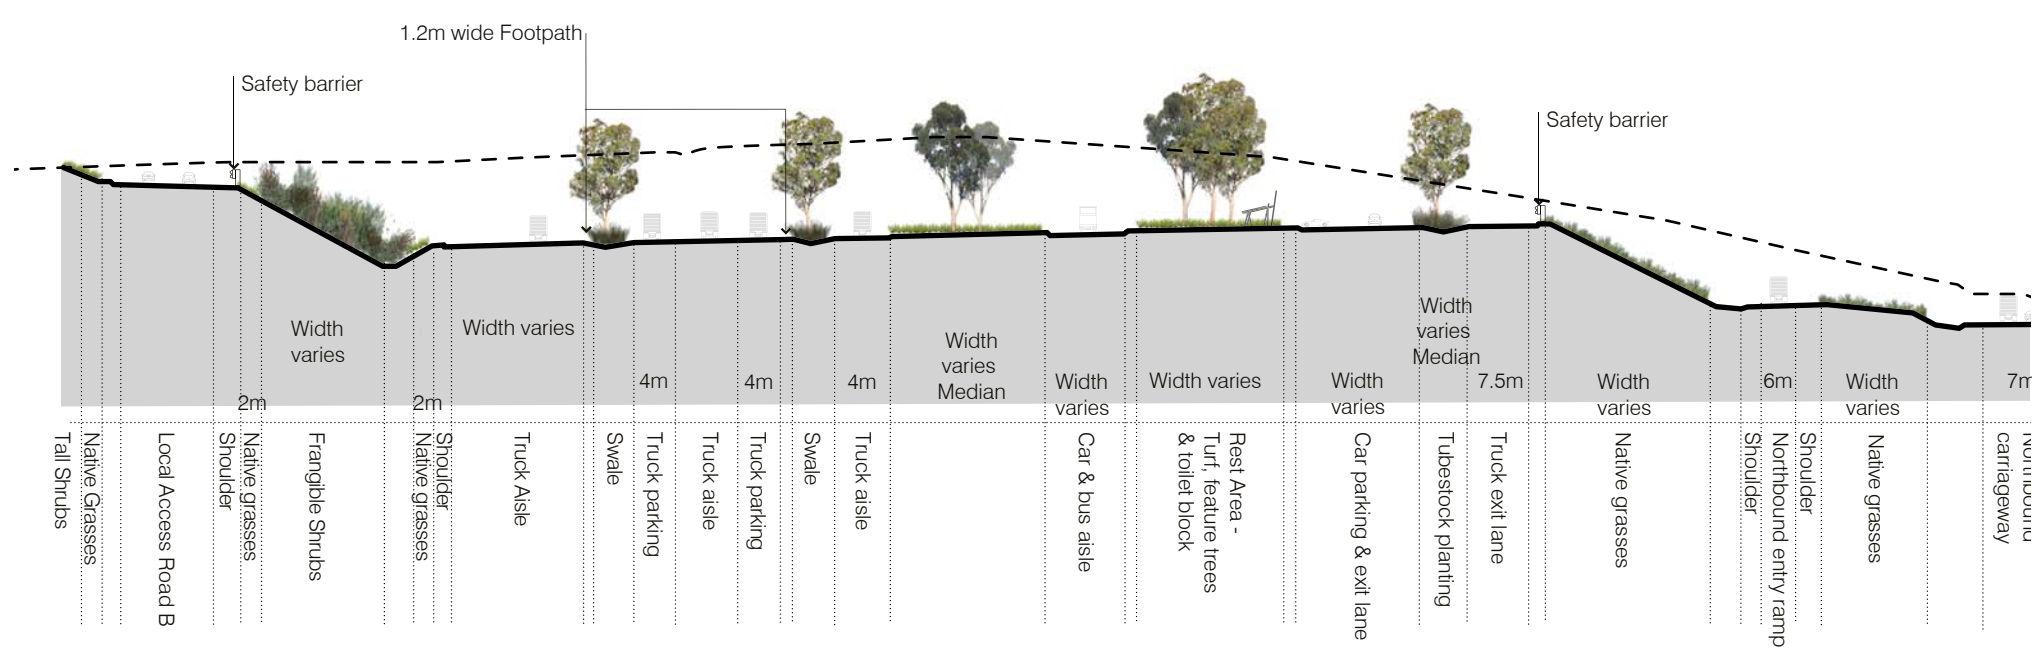 1.2m wide Footpath
Safety barrier
Safety barrier
Width
varies
Width varies
Width
varies
Median
Width
varies
Median
2m
2m
4m
4m
4m
Width
varies
Width varies
Width
varies
7.5m
Width
varies
6m
Width
varies
7m
Tall Shrubs
Native Grasses
Local Access Road B
Shoulder
Native grasses
Frangible Shrubs
Native grasses
Shoulder
Truck Aisle
Swale
Truck parking
Truck aisle
Truck parking
Swale
Truck aisle
Car & bus aisle
Rest Area -
Turf, feature trees
& toilet block
Car parking & exit lane
Tubestock planting
Truck exit lane
Native grasses
Shoulder
Northbound entry ramp
Shoulder
Native grasses
Northbound
carriageway